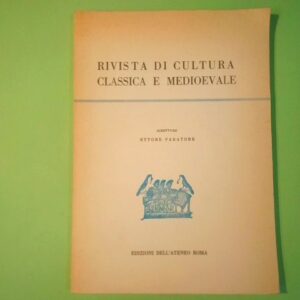 RIVISTA DI CULTURA
CLASSICA E MEDIOEVALE
DIRETTORE
ETTORE PARATORE
EDIZIONI DELL'ATENEO ROMA